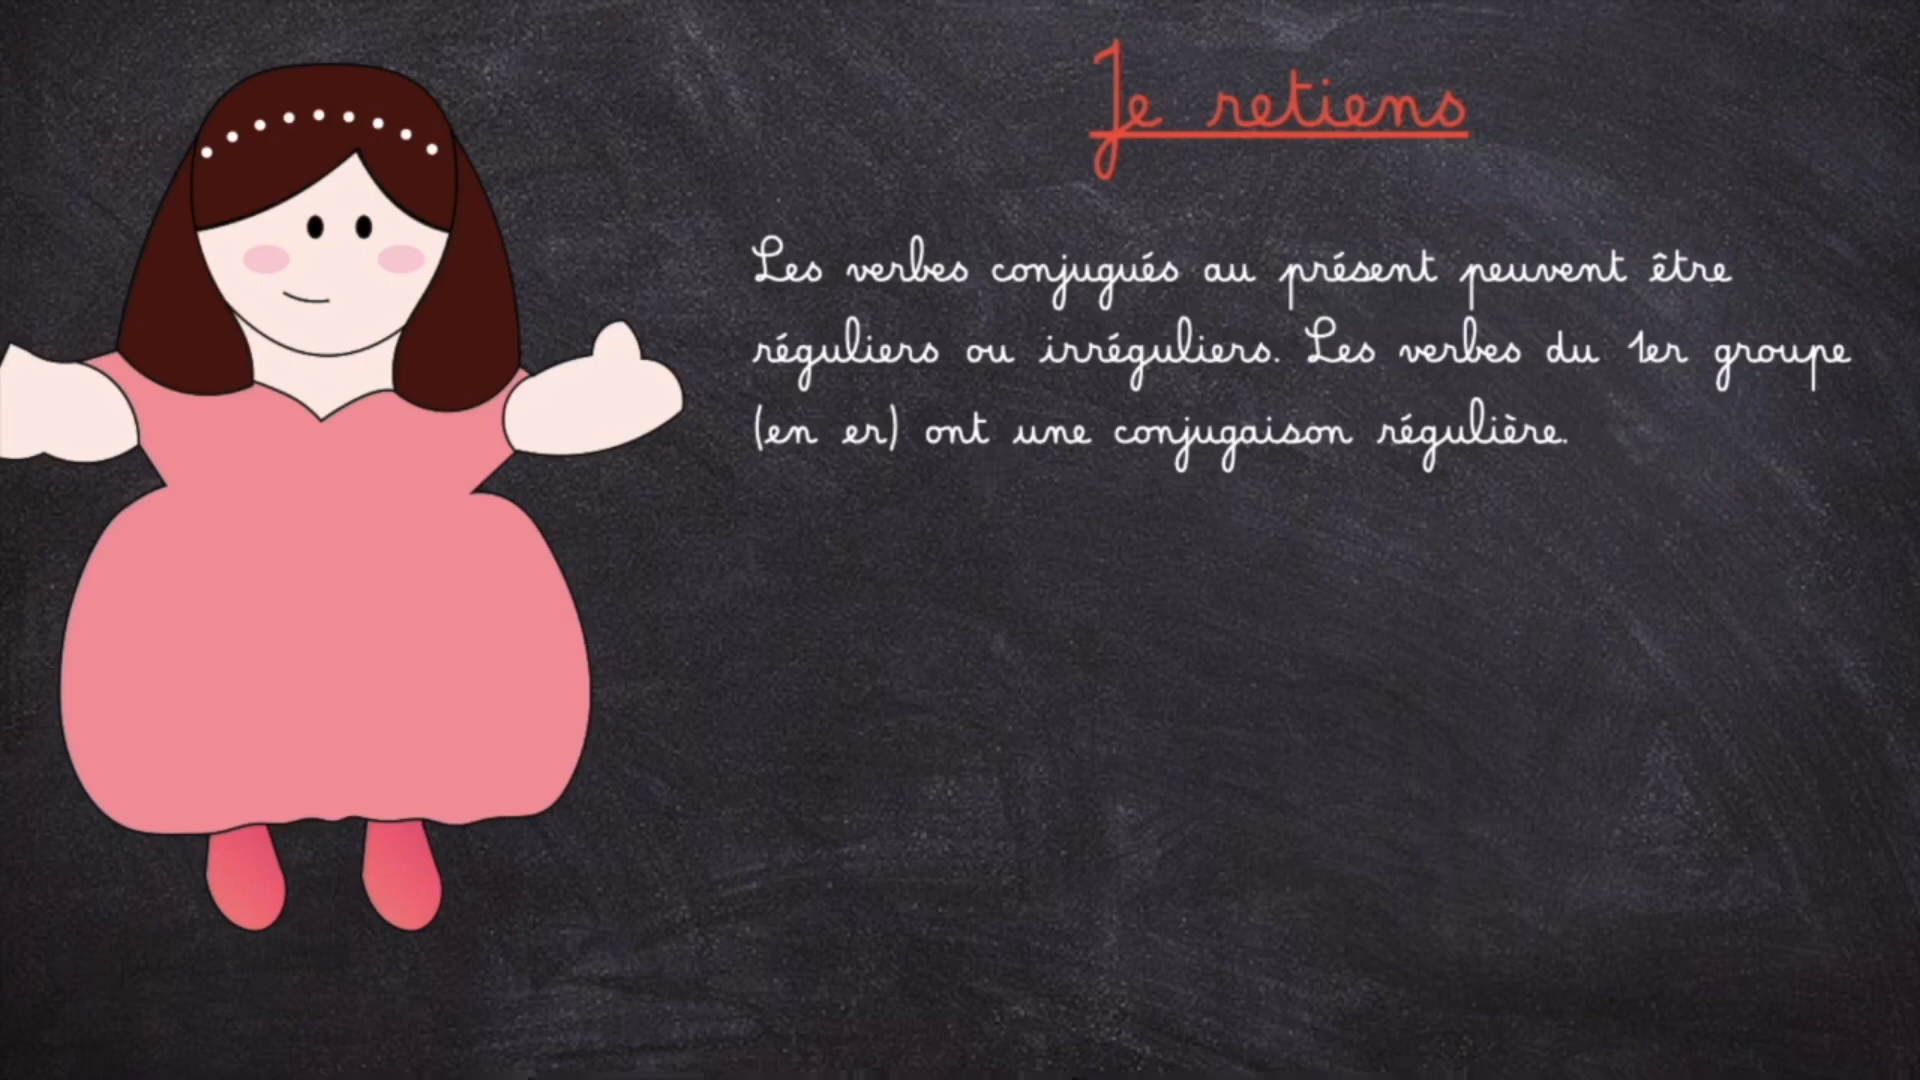 Je retiens
Les verbes conjugués au présent peuvent être
réguliers ou irréguliers. Les verbes du 1er groupe
(en er) ont une conjugaison régulière.